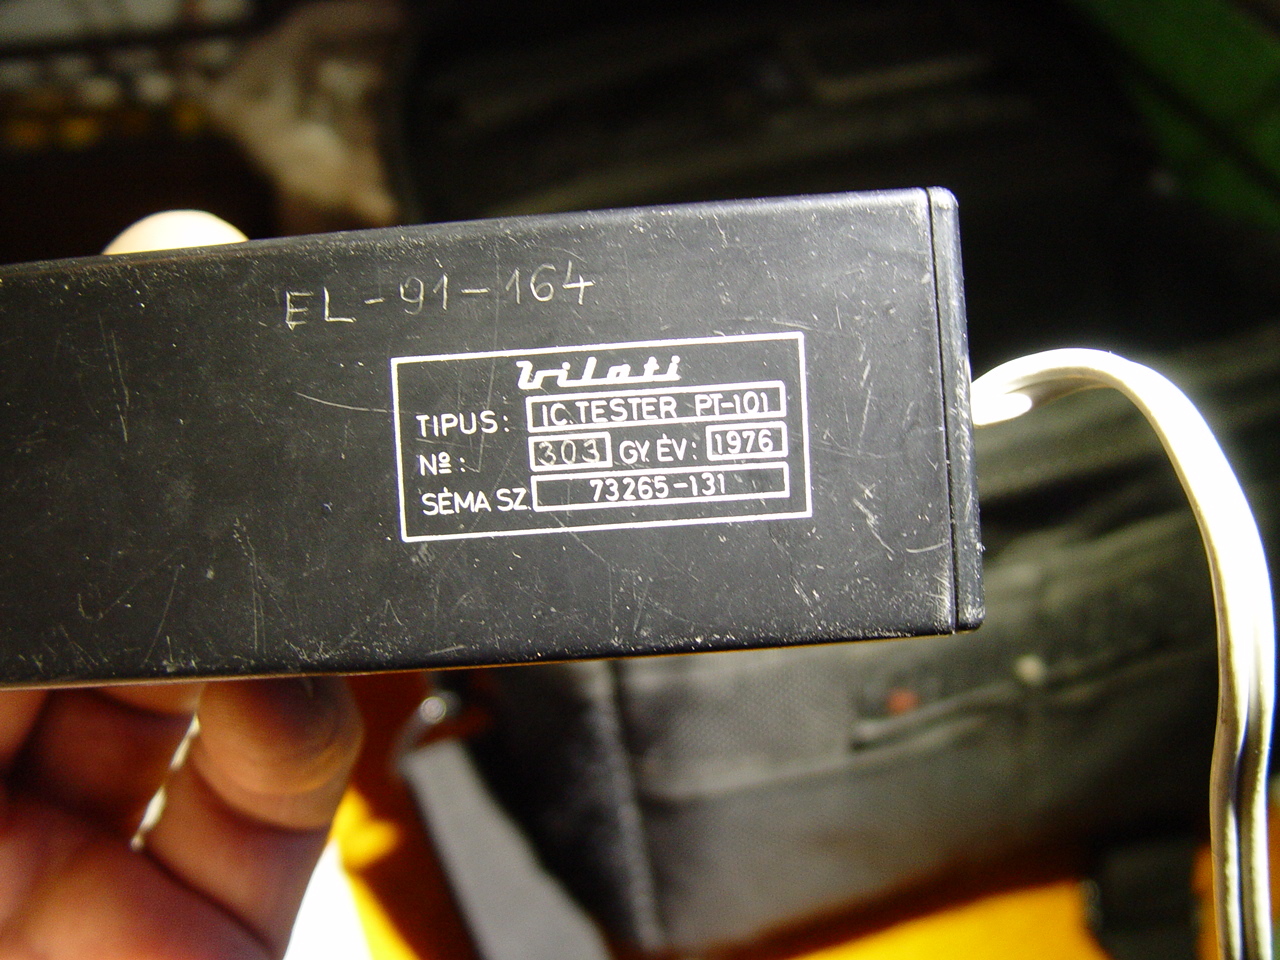 EL-91-164
Vilati
TIPUS: IC.TESTER PT-101
Nº: 303 GY.ÉV: 1976
SÉMA SZ. 73265-131